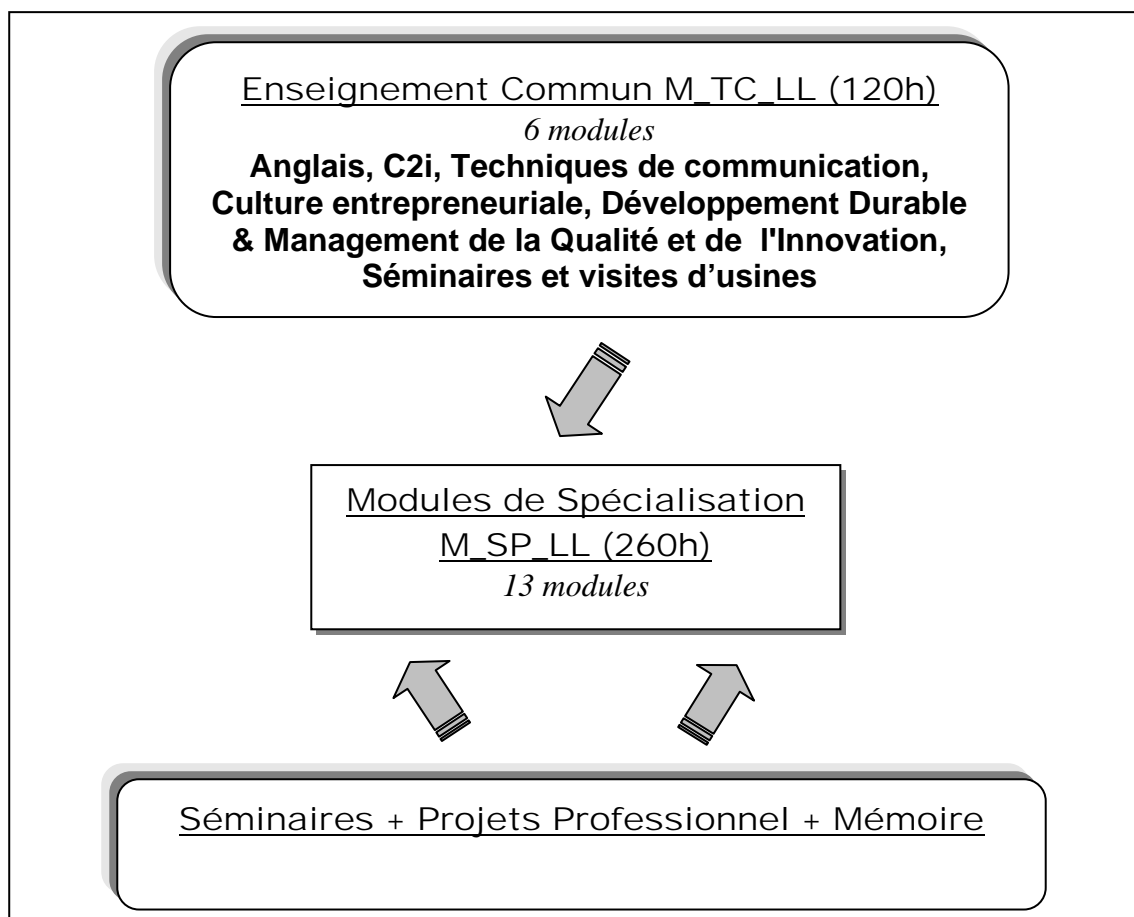 Enseignement Commun M_TC_LL (120h)
6 modules
Anglais, C2i, Techniques de communication,
Culture entrepreneuriale, Développement Durable
& Management de la Qualité et de l'Innovation,
Séminaires et visites d’usines
Modules de Spécialisation
M_SP_LL (260h)
13 modules
Séminaires + Projets Professionnel + Mémoire